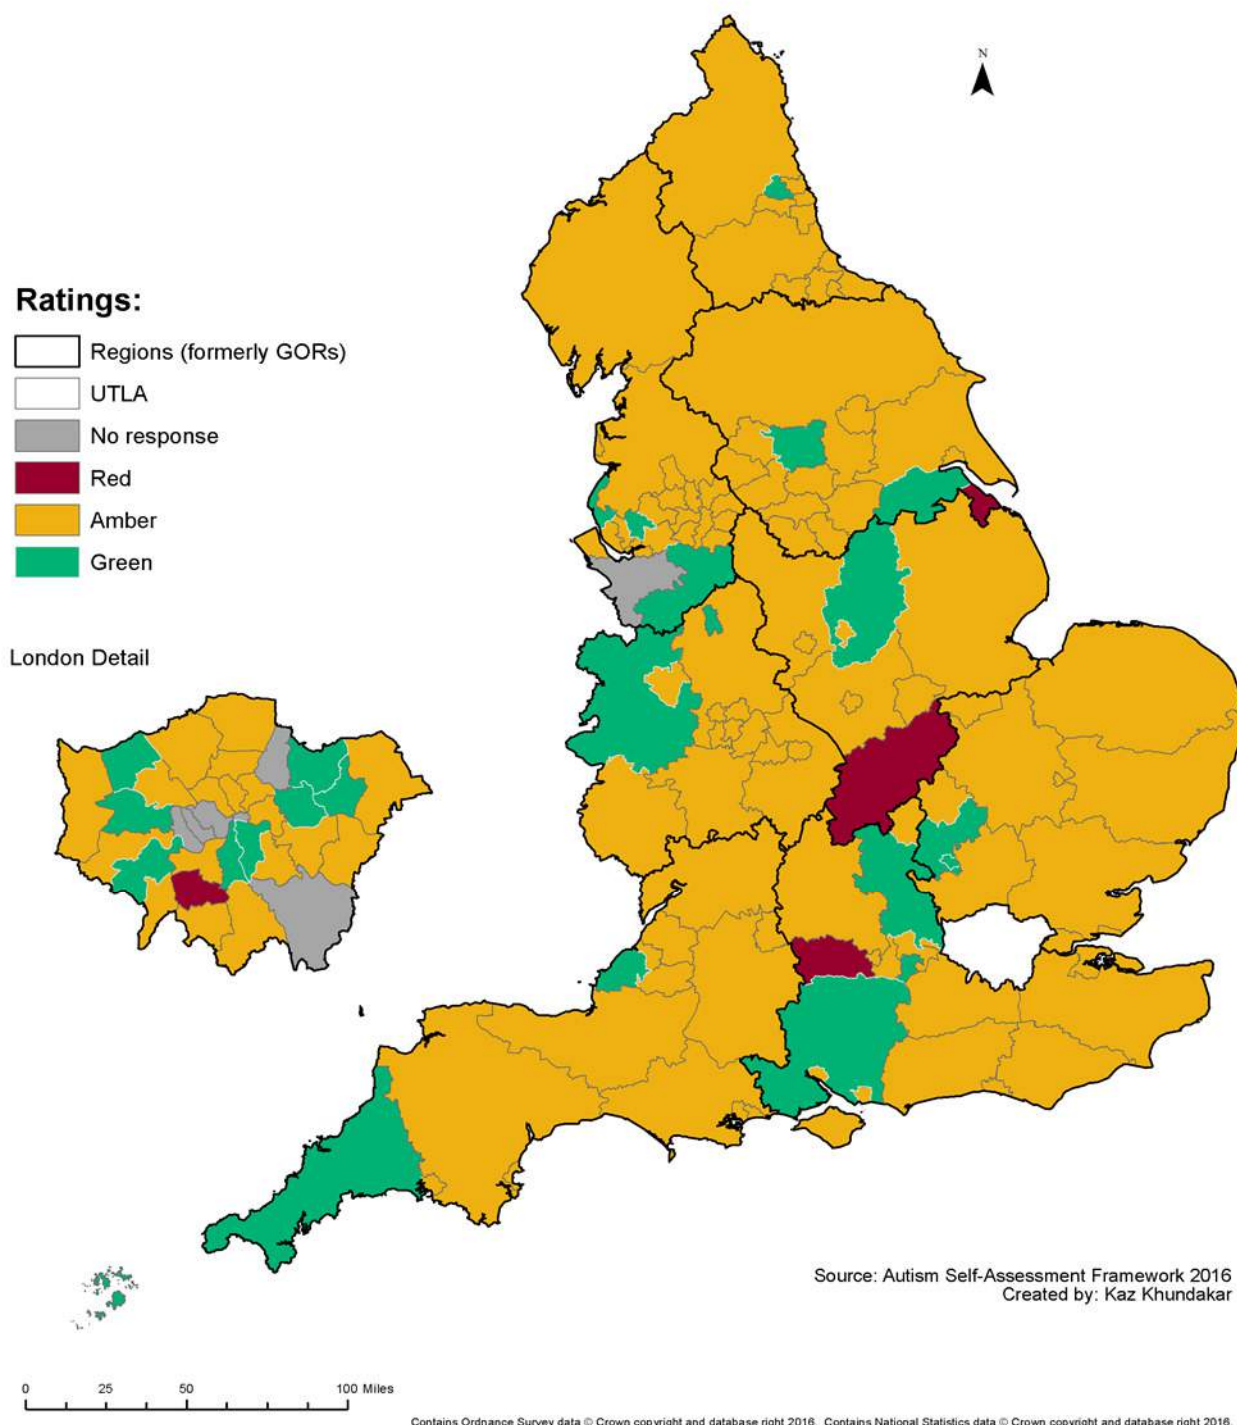 N
Ratings:
Regions (formerly GORs)
UTLA
No response
Red
Amber
Green
London Detail
Source: Autism Self-Assessment Framework 2016
Created by: Kaz Khundakar
0 25 50 100 Miles
Contains Ordnance Survey data © Crown copyright and database right 2016. Contains National Statistics data © Crown copyright and database right 2016.